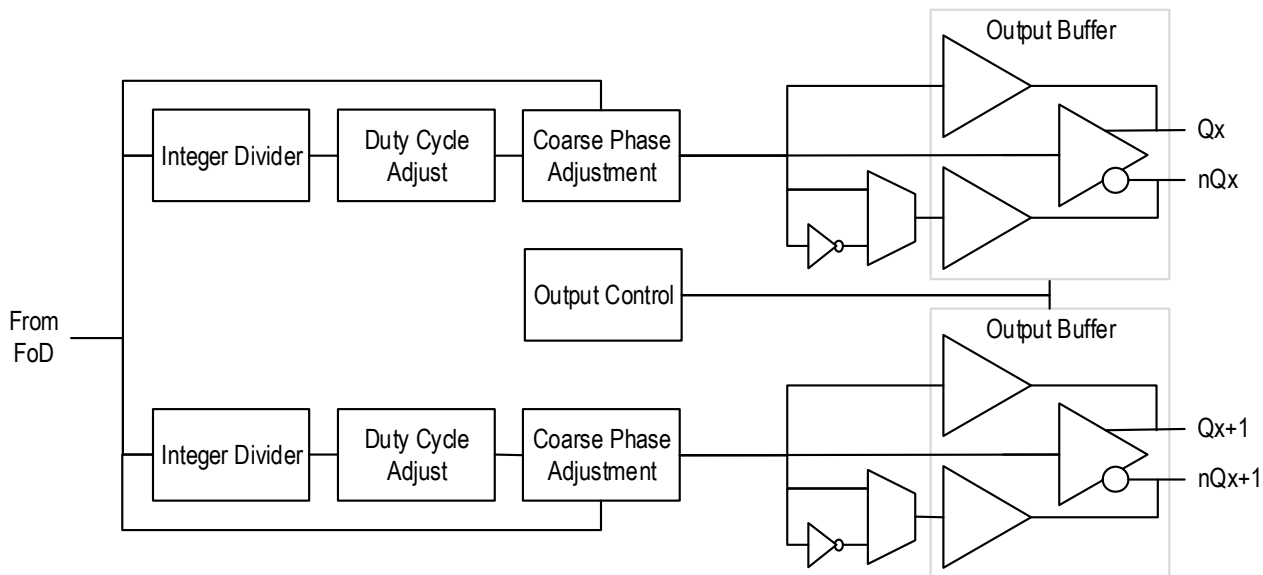 Output Buffer
Integer Divider
Duty Cycle
Adjust
Coarse Phase
Adjustment
Qx
nQx
Output Control
From
FoD
Output Buffer
Integer Divider
Duty Cycle
Adjust
Coarse Phase
Adjustment
Qx+1
nQx+1